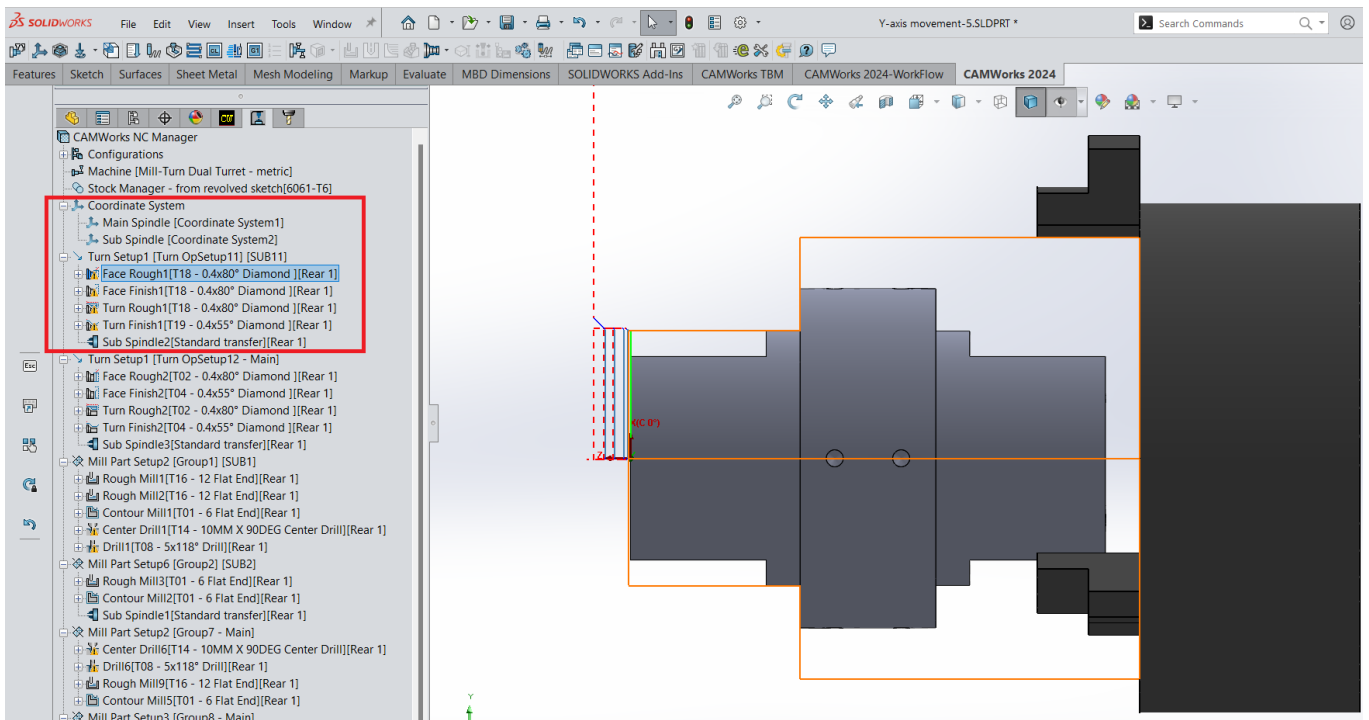 SOLIDWORKS File Edit View Insert Tools Window Y-axis movement-5.SLDPRT * Search Commands
Features Sketch Surfaces Sheet Metal Mesh Modeling Markup Evaluate MBD Dimensions SOLIDWORKS Add-Ins CAMWorks TBM CAMWorks 2024-WorkFlow CAMWorks 2024
CAMWorks NC Manager
Configurations
Machine [Mill-Turn Dual Turret - metric]
Stock Manager - from revolved sketch[6061-T6]
Coordinate System
Main Spindle [Coordinate System1]
Sub Spindle [Coordinate System2]
Turn Setup1 [Turn OpSetup11] [SUB11]
Face Rough1[T18 - 0.4x80° Diamond ][Rear 1]
Face Finish1[T18 - 0.4x80° Diamond ][Rear 1]
Turn Rough1[T18 - 0.4x80° Diamond ][Rear 1]
Turn Finish1[T19 - 0.4x55° Diamond ][Rear 1]
Sub Spindle2[Standard transfer][Rear 1]
Turn Setup1 [Turn OpSetup12 - Main]
Face Rough2[T02 - 0.4x80° Diamond ][Rear 1]
Face Finish2[T04 - 0.4x55° Diamond ][Rear 1]
Turn Rough2[T02 - 0.4x80° Diamond ][Rear 1]
Turn Finish2[T04 - 0.4x55° Diamond ][Rear 1]
Sub Spindle3[Standard transfer][Rear 1]
Mill Part Setup2 [Group1] [SUB1]
Rough Mill1[T16 - 12 Flat End][Rear 1]
Rough Mill2[T16 - 12 Flat End][Rear 1]
Contour Mill1[T01 - 6 Flat End][Rear 1]
Center Drill1[T14 - 10MM X 90DEG Center Drill][Rear 1]
Drill1[T08 - 5x118° Drill][Rear 1]
Mill Part Setup6 [Group2] [SUB2]
Rough Mill3[T01 - 6 Flat End][Rear 1]
Contour Mill2[T01 - 6 Flat End][Rear 1]
Sub Spindle1[Standard transfer][Rear 1]
Mill Part Setup2 [Group7 - Main]
Center Drill6[T14 - 10MM X 90DEG Center Drill][Rear 1]
Drill6[T08 - 5x118° Drill][Rear 1]
Rough Mill9[T16 - 12 Flat End][Rear 1]
Contour Mill5[T01 - 6 Flat End][Rear 1]
Mill Part Setup3 [Group8 - Main]
Esc
X(C 0°)
Z
Y